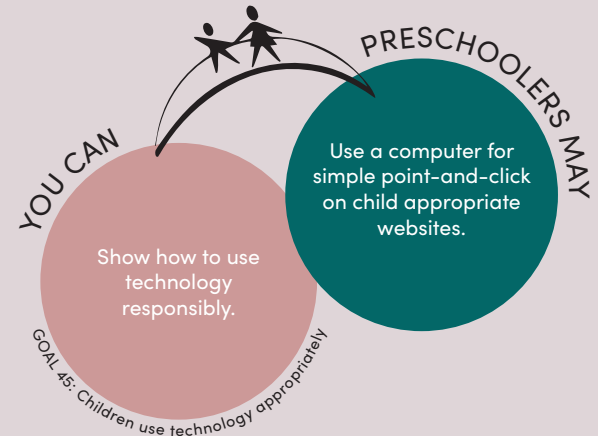 YOU CAN
Show how to use
technology
responsibly.
GOAL 45: Children use technology appropriately
PRESCHOOLERS MAY
Use a computer for
simple point-and-click
on child appropriate
websites.